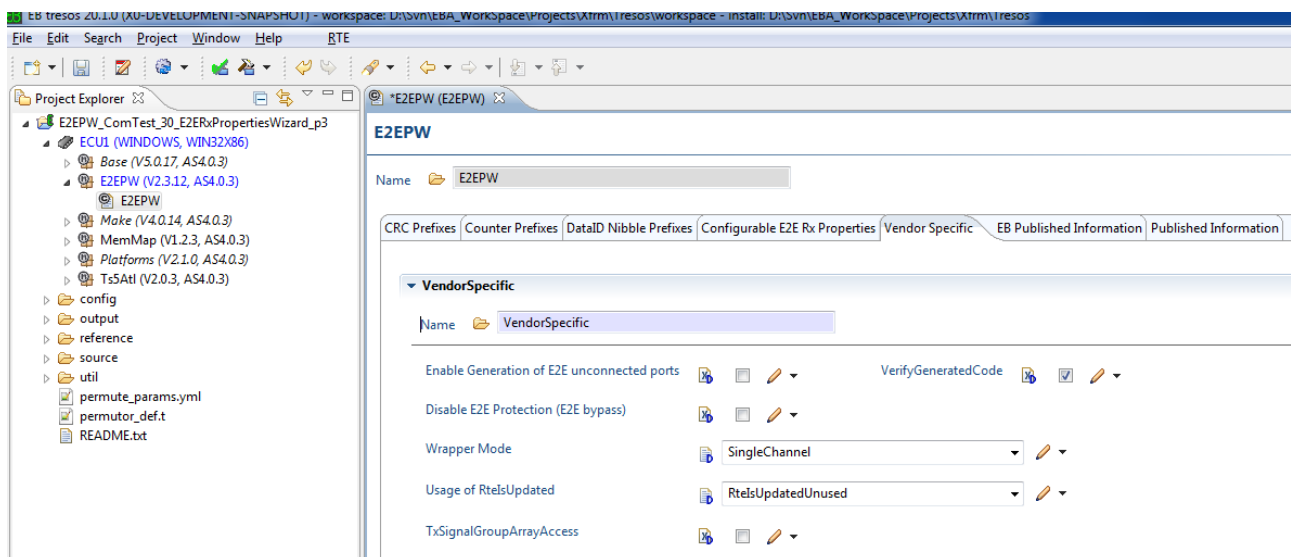 EB tresos 20.1.0 (X0-DEVELOPMENT-SNAPSHOT) - workspace: D:\Svn\EBA_WorkSpace\Projects\Xfrm\Tresos\workspace - install: D:\Svn\EBA_WorkSpace\Projects\Xfrm\Tresos
File Edit Search Project Window Help RTE
Project Explorer
E2EPW_ComTest_30_E2ERxPropertiesWizard_p3
ECU1 (WINDOWS, WIN32X86)
Base (V5.0.17, AS4.0.3)
E2EPW (V2.3.12, AS4.0.3)
E2EPW
Make (V4.0.14, AS4.0.3)
MemMap (V1.2.3, AS4.0.3)
Platforms (V2.1.0, AS4.0.3)
Ts5Atl (V2.0.3, AS4.0.3)
config
output
reference
source
util
permute_params.yml
permutor_def.t
README.txt
*E2EPW (E2EPW)
E2EPW
Name E2EPW
CRC Prefixes Counter Prefixes DataID Nibble Prefixes Configurable E2E Rx Properties Vendor Specific EB Published Information Published Information
VendorSpecific
Name VendorSpecific
Enable Generation of E2E unconnected ports VerifyGeneratedCode
Disable E2E Protection (E2E bypass)
Wrapper Mode SingleChannel
Usage of RteIsUpdated RteIsUpdatedUnused
TxSignalGroupArrayAccess